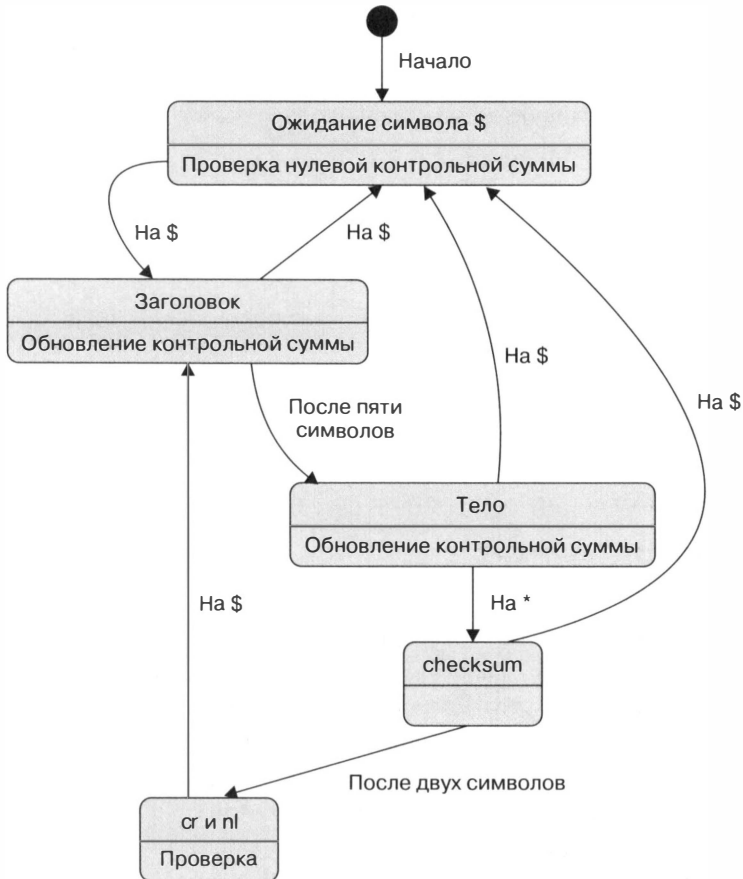 Начало
Ожидание символа $
Проверка нулевой контрольной суммы
На $
На $
Заголовок
Обновление контрольной суммы
На $
На $
После пяти
символов
Тело
Обновление контрольной суммы
На $
На *
checksum
После двух символов
cr и nl
Проверка